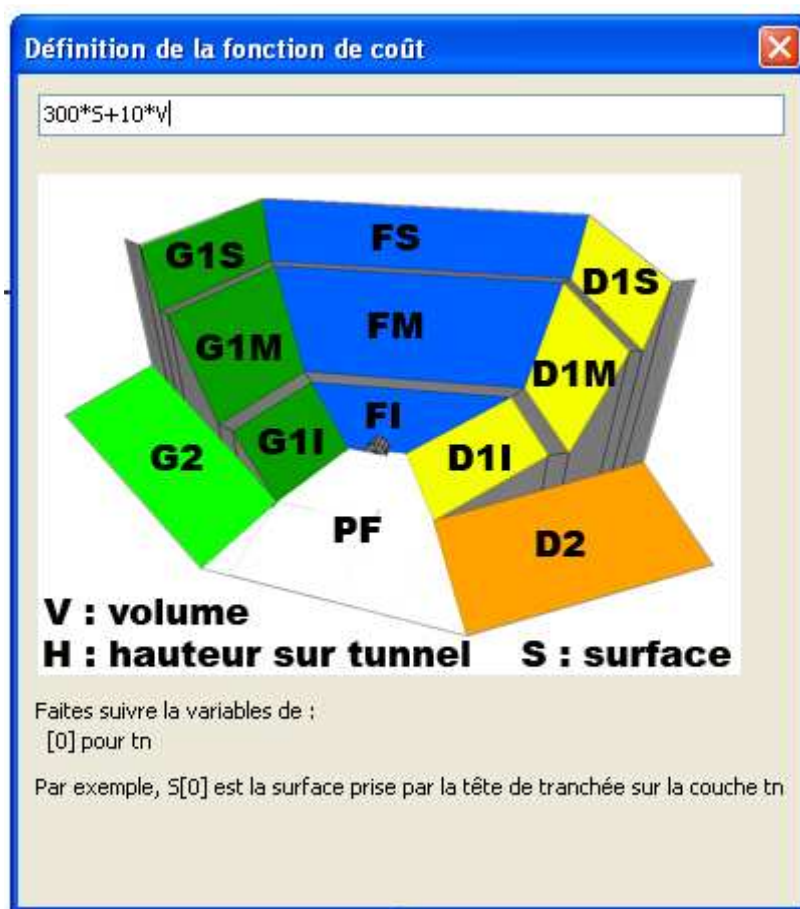 Définition de la fonction de coût
300*S+10*V
FS
G1S
D1S
FM
G1M
D1M
FI
G1I
D1I
G2
PF
D2
V : volume
H : hauteur sur tunnel S : surface
Faites suivre la variables de :
[0] pour tn
Par exemple, S[0] est la surface prise par la tête de tranchée sur la couche tn